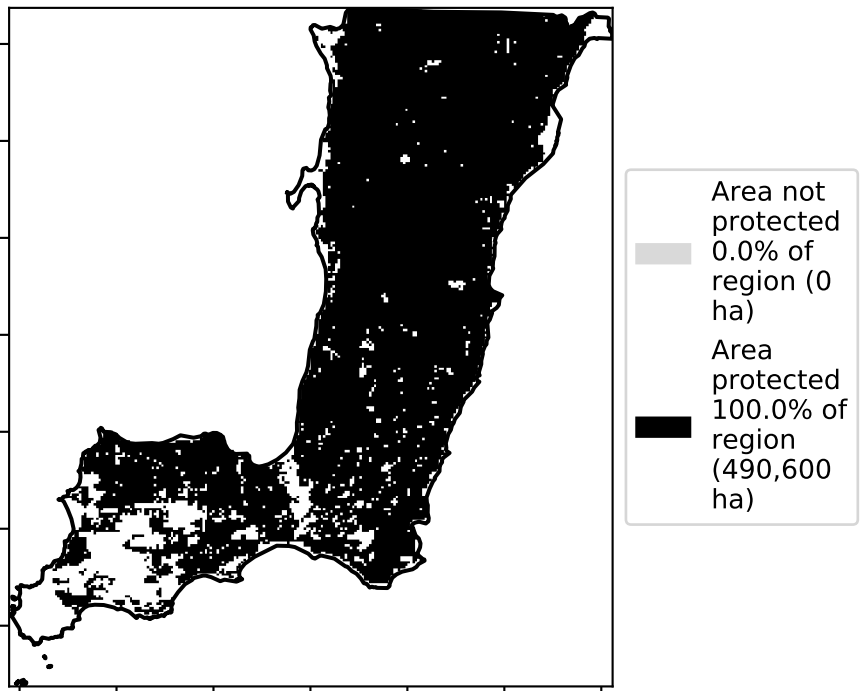 Area not
protected
0.0% of
region (0
ha)
Area
protected
100.0% of
region
(490,600
ha)